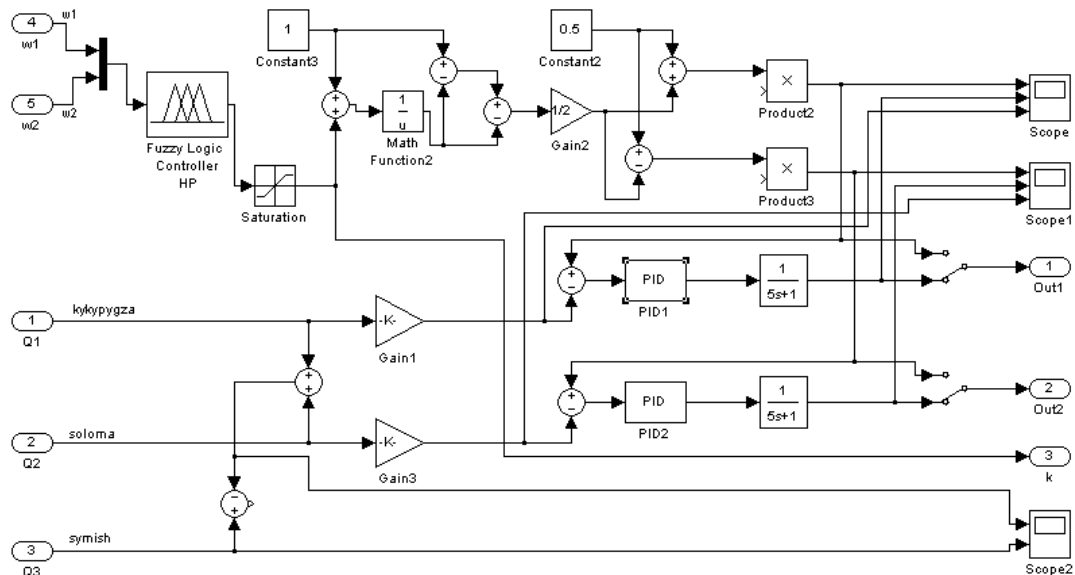 4
w1
w1
5
w2
w2
Fuzzy Logic
Controller
HP
Saturation
1
Constant3
+
+
1
u
Math
Function2
+
-
+
-
1/2
Gain2
0.5
Constant2
+
+
+
-
×
×
Product2
×
×
Product3
Scope
Scope1
1
Q1
kykypygza
-K-
Gain1
+
-
PID
PID1
1
5s+1
1
Out1
+
+
2
Q2
soloma
-K-
Gain3
+
-
PID
PID2
1
5s+1
2
Out2
3
k
-
+
3
Q3
symish
Scope2